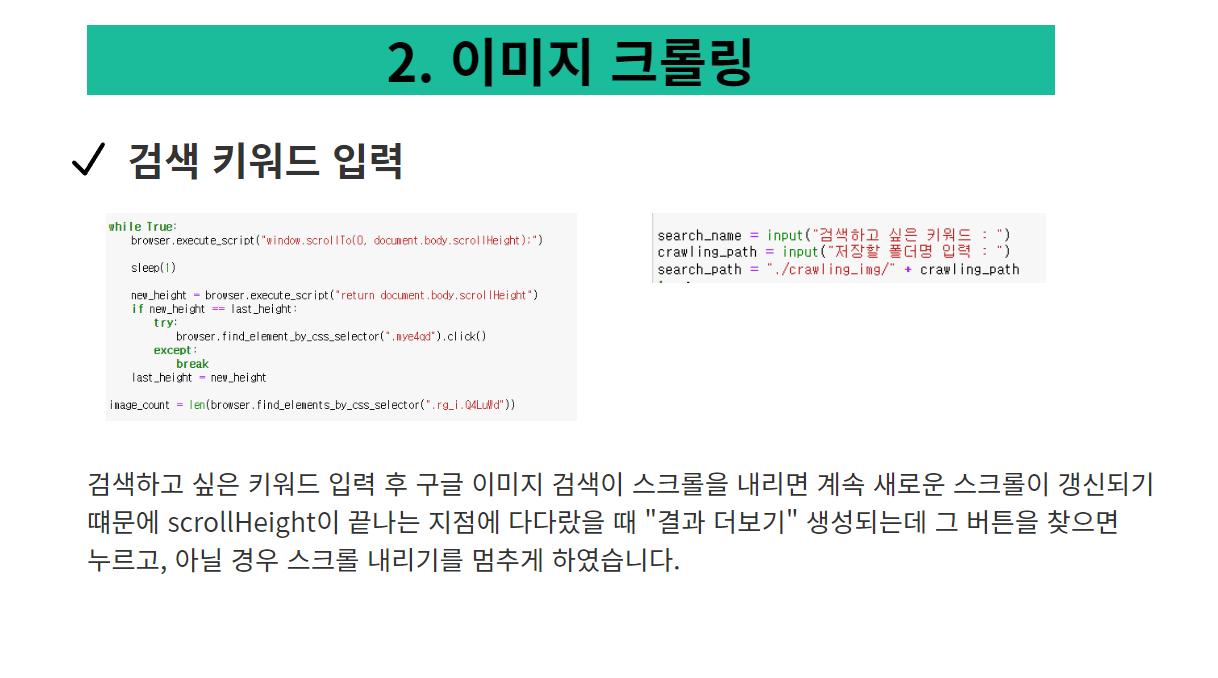 2. 이미지 크롤링
✓ 검색 키워드 입력
while True:
browser.execute_script("window.scrollTo(0, document.body.scrollHeight);")
sleep(1)
new_height = browser.execute_script("return document.body.scrollHeight")
if new_height == last_height:
try:
browser.find_element_by_css_selector(".mye4qd").click()
except:
break
last_height = new_height
image_count = len(browser.find_elements_by_css_selector(".rg_i.Q4LuWd"))
search_name = input("검색하고 싶은 키워드 : ")
crawling_path = input("저장할 폴더명 입력 : ")
search_path = "./crawling_img/" + crawling_path
검색하고 싶은 키워드 입력 후 구글 이미지 검색이 스크롤을 내리면 계속 새로운 스크롤이 갱신되기
떄문에 scrollHeight이 끝나는 지점에 다다랐을 때 "결과 더보기" 생성되는데 그 버튼을 찾으면
누르고, 아닐 경우 스크롤 내리기를 멈추게 하였습니다.